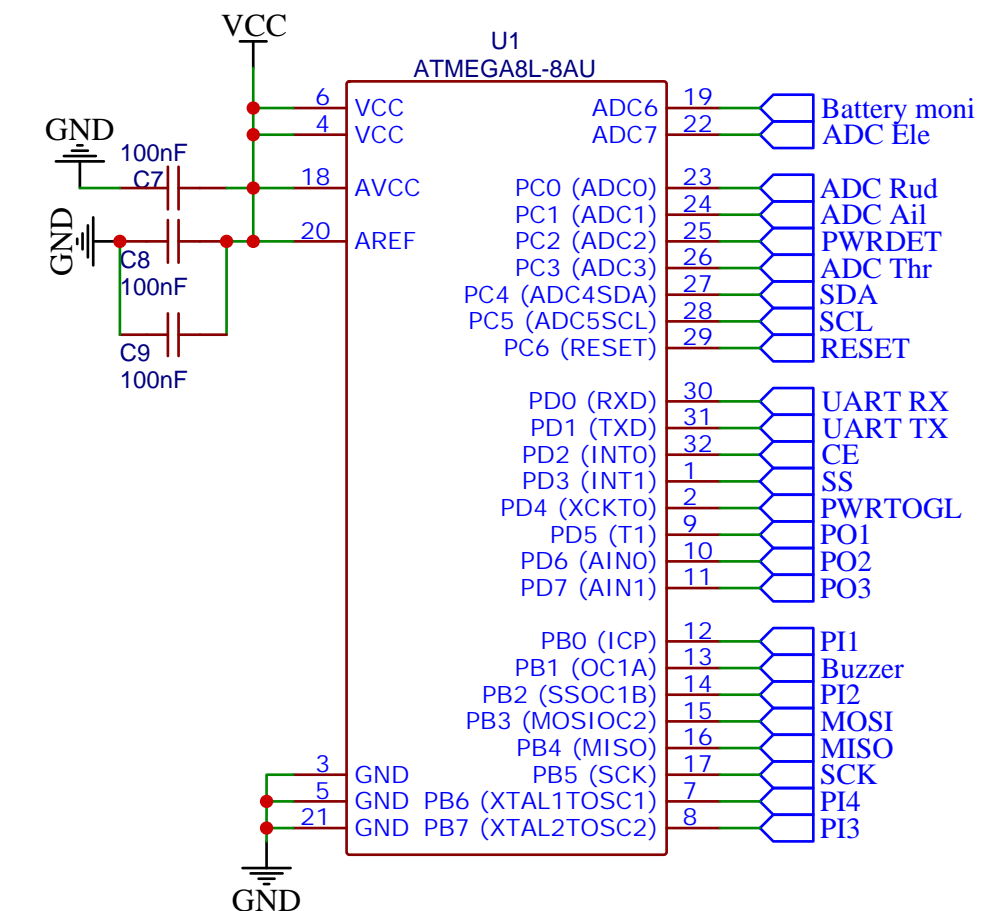 VCC
U1
ATMEGA8L-8AU
6 VCC ADC6 19 Battery moni
4 VCC ADC7 22 ADC Ele
GND
100nF
C7
18 AVCC PC0 (ADC0) 23 ADC Rud
PC1 (ADC1) 24 ADC Ail
GND
20 AREF PC2 (ADC2) 25 PWRDET
C8
PC3 (ADC3) 26 ADC Thr
100nF
PC4 (ADC4SDA) 27 SDA
PC5 (ADC5SCL) 28 SCL
C9
PC6 (RESET) 29 RESET
100nF
PD0 (RXD) 30 UART RX
PD1 (TXD) 31 UART TX
PD2 (INT0) 32 CE
PD3 (INT1) 1 SS
PD4 (XCKT0) 2 PWRTOGL
PD5 (T1) 9 PO1
PD6 (AIN0) 10 PO2
PD7 (AIN1) 11 PO3
PB0 (ICP) 12 PI1
PB1 (OC1A) 13 Buzzer
PB2 (SSOC1B) 14 PI2
PB3 (MOSIOC2) 15 MOSI
PB4 (MISO) 16 MISO
3 GND PB5 (SCK) 17 SCK
5 GND PB6 (XTAL1TOSC1) 7 PI4
21 GND PB7 (XTAL2TOSC2) 8 PI3
GND